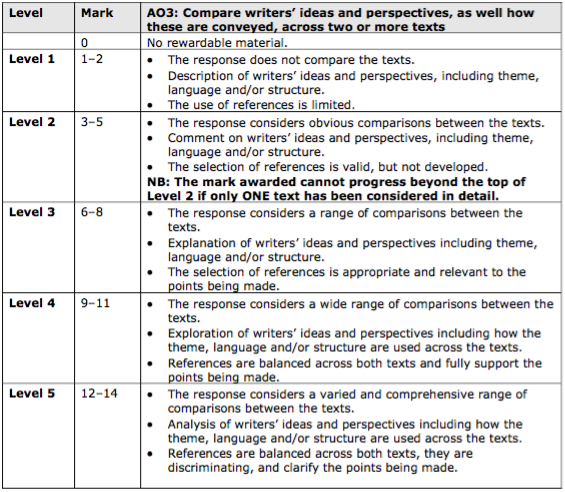 Level Mark AO3: Compare writers’ ideas and perspectives, as well how
these are conveyed, across two or more texts
0 No rewardable material.
Level 1 1–2 • The response does not compare the texts.
• Description of writers’ ideas and perspectives, including theme,
language and/or structure.
• The use of references is limited.
Level 2 3–5 • The response considers obvious comparisons between the texts.
• Comment on writers’ ideas and perspectives, including theme,
language and/or structure.
• The selection of references is valid, but not developed.
NB: The mark awarded cannot progress beyond the top of
Level 2 if only ONE text has been considered in detail.
Level 3 6–8 • The response considers a range of comparisons between the
texts.
• Explanation of writers’ ideas and perspectives including theme,
language and/or structure.
• The selection of references is appropriate and relevant to the
points being made.
Level 4 9–11 • The response considers a wide range of comparisons between the
texts.
• Exploration of writers’ ideas and perspectives including how the
theme, language and/or structure are used across the texts.
• References are balanced across both texts and fully support the
points being made.
Level 5 12–14 • The response considers a varied and comprehensive range of
comparisons between the texts.
• Analysis of writers’ ideas and perspectives including how the
theme, language and/or structure are used across the texts.
• References are balanced across both texts, they are
discriminating, and clarify the points being made.